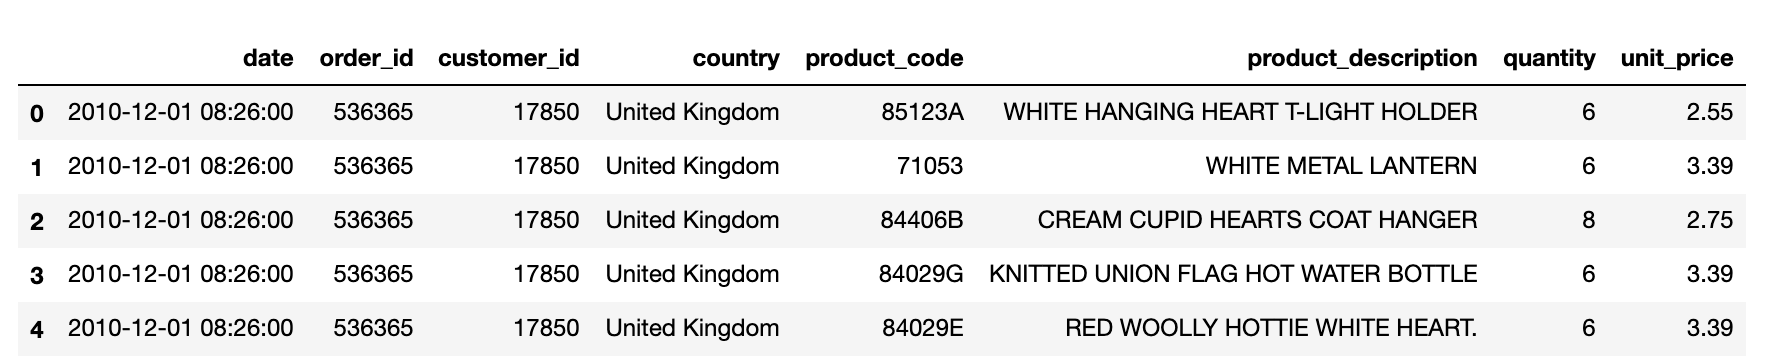 date order_id customer_id country product_code product_description quantity unit_price
0 2010-12-01 08:26:00 536365 17850 United Kingdom 85123A WHITE HANGING HEART T-LIGHT HOLDER 6 2.55
1 2010-12-01 08:26:00 536365 17850 United Kingdom 71053 WHITE METAL LANTERN 6 3.39
2 2010-12-01 08:26:00 536365 17850 United Kingdom 84406B CREAM CUPID HEARTS COAT HANGER 8 2.75
3 2010-12-01 08:26:00 536365 17850 United Kingdom 84029G KNITTED UNION FLAG HOT WATER BOTTLE 6 3.39
4 2010-12-01 08:26:00 536365 17850 United Kingdom 84029E RED WOOLLY HOTTIE WHITE HEART. 6 3.39